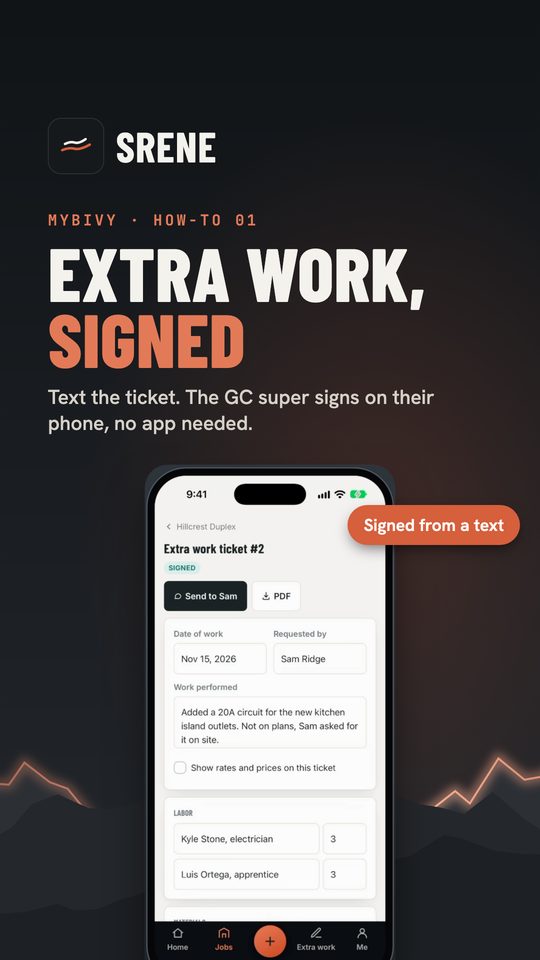 SRENE
MYBIVY · HOW-TO 01
EXTRA WORK,
SIGNED
Text the ticket. The GC super signs on their
phone, no app needed.
9:41
Hillcrest Duplex
Signed from a text
Extra work ticket #2
SIGNED
Send to Sam
PDF
Date of work
Requested by
Nov 15, 2026
Sam Ridge
Work performed
Added a 20A circuit for the new kitchen
island outlets. Not on plans, Sam asked for
it on site.
Show rates and prices on this ticket
LABOR
Kyle Stone, electrician
3
Luis Ortega, apprentice
3
Home
Jobs
+
Extra work
Me